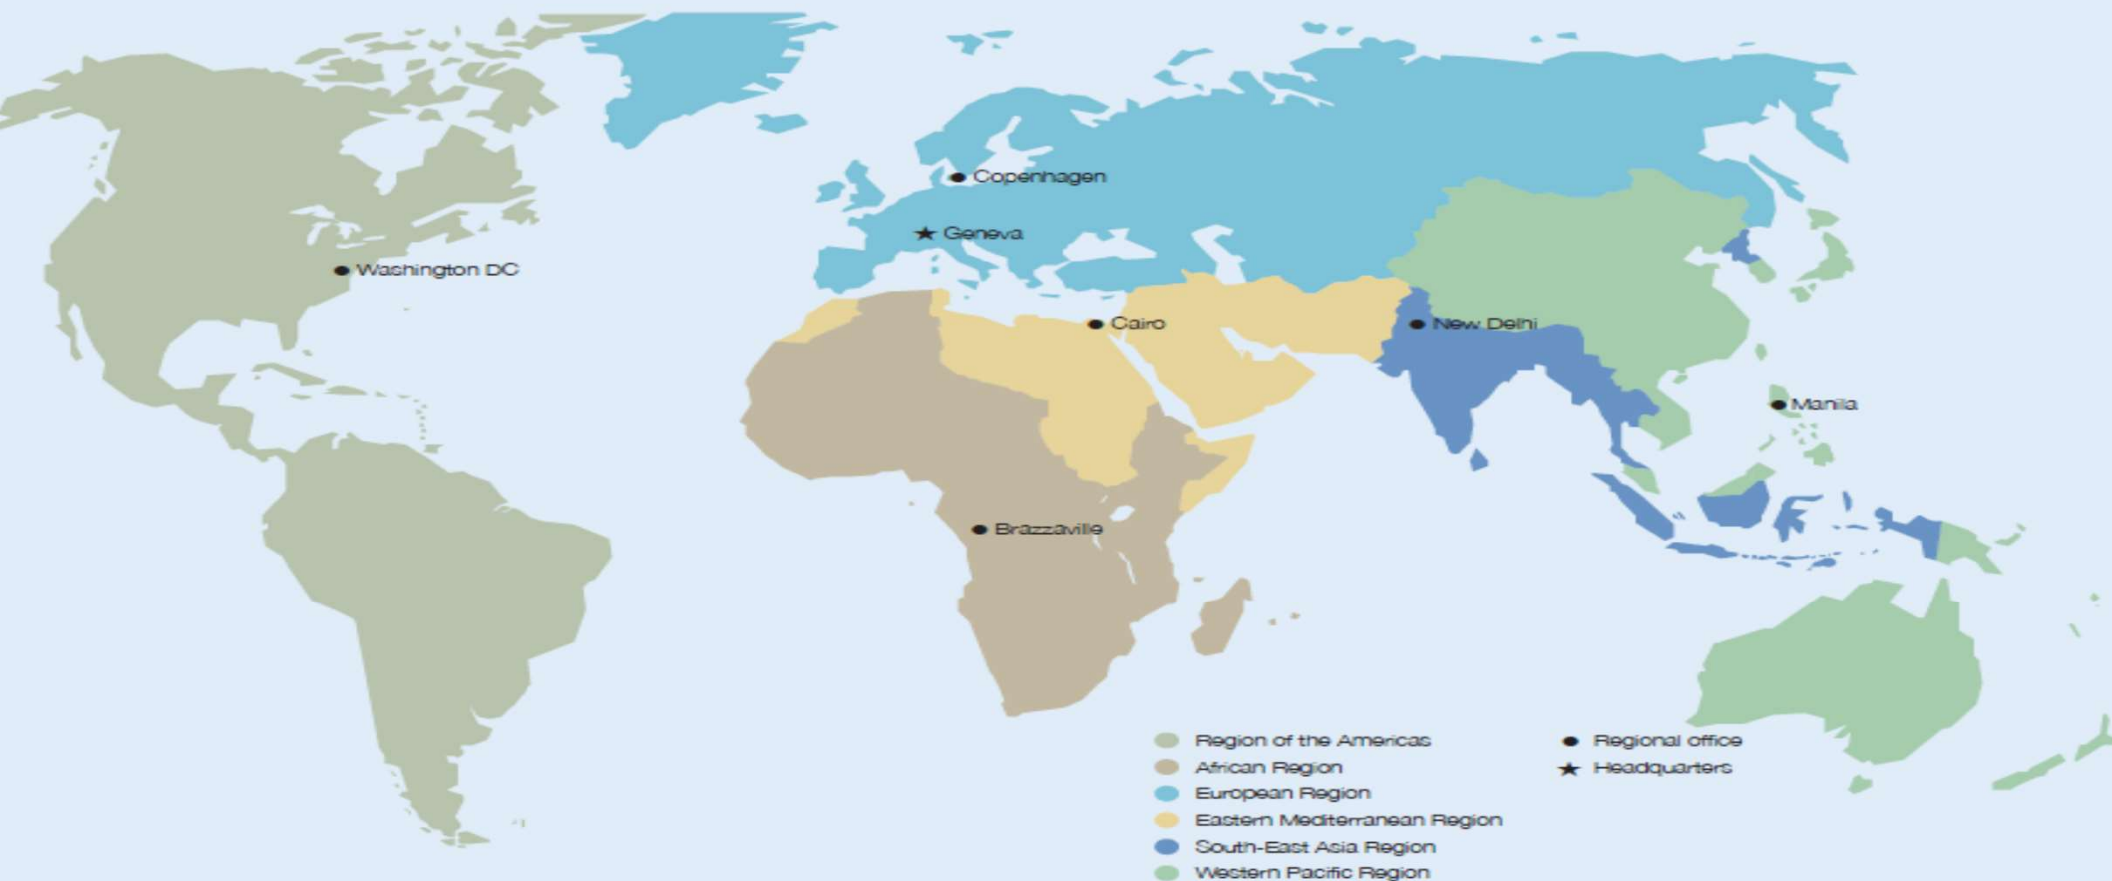 Copenhagen
Geneva
Washington DC
Cairo
New Delhi
Manila
Brazzaville
Region of the Americas
African Region
European Region
Eastern Mediterranean Region
South-East Asia Region
Western Pacific Region
Regional office
Headquarters